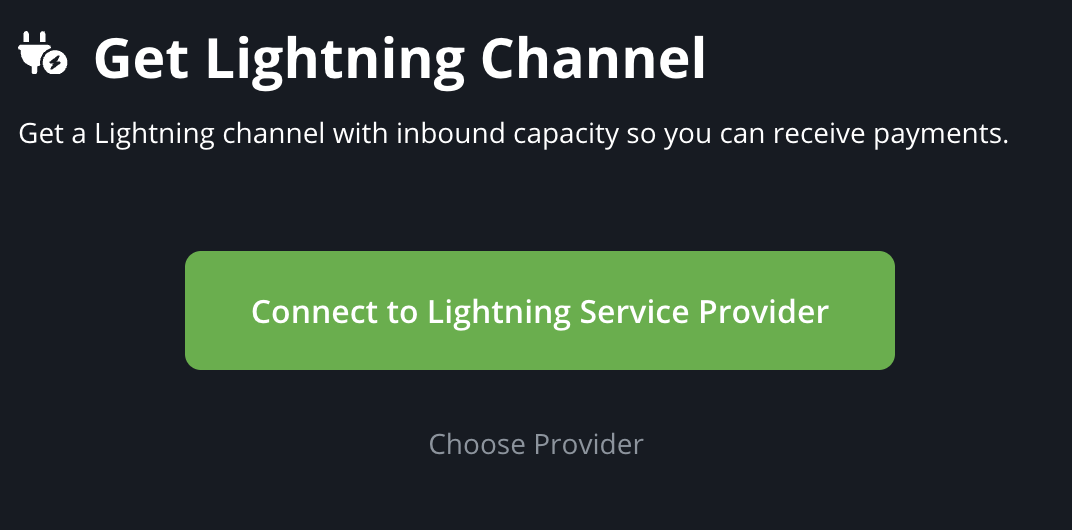 Get Lightning Channel
Get a Lightning channel with inbound capacity so you can receive payments.
Connect to Lightning Service Provider
Choose Provider